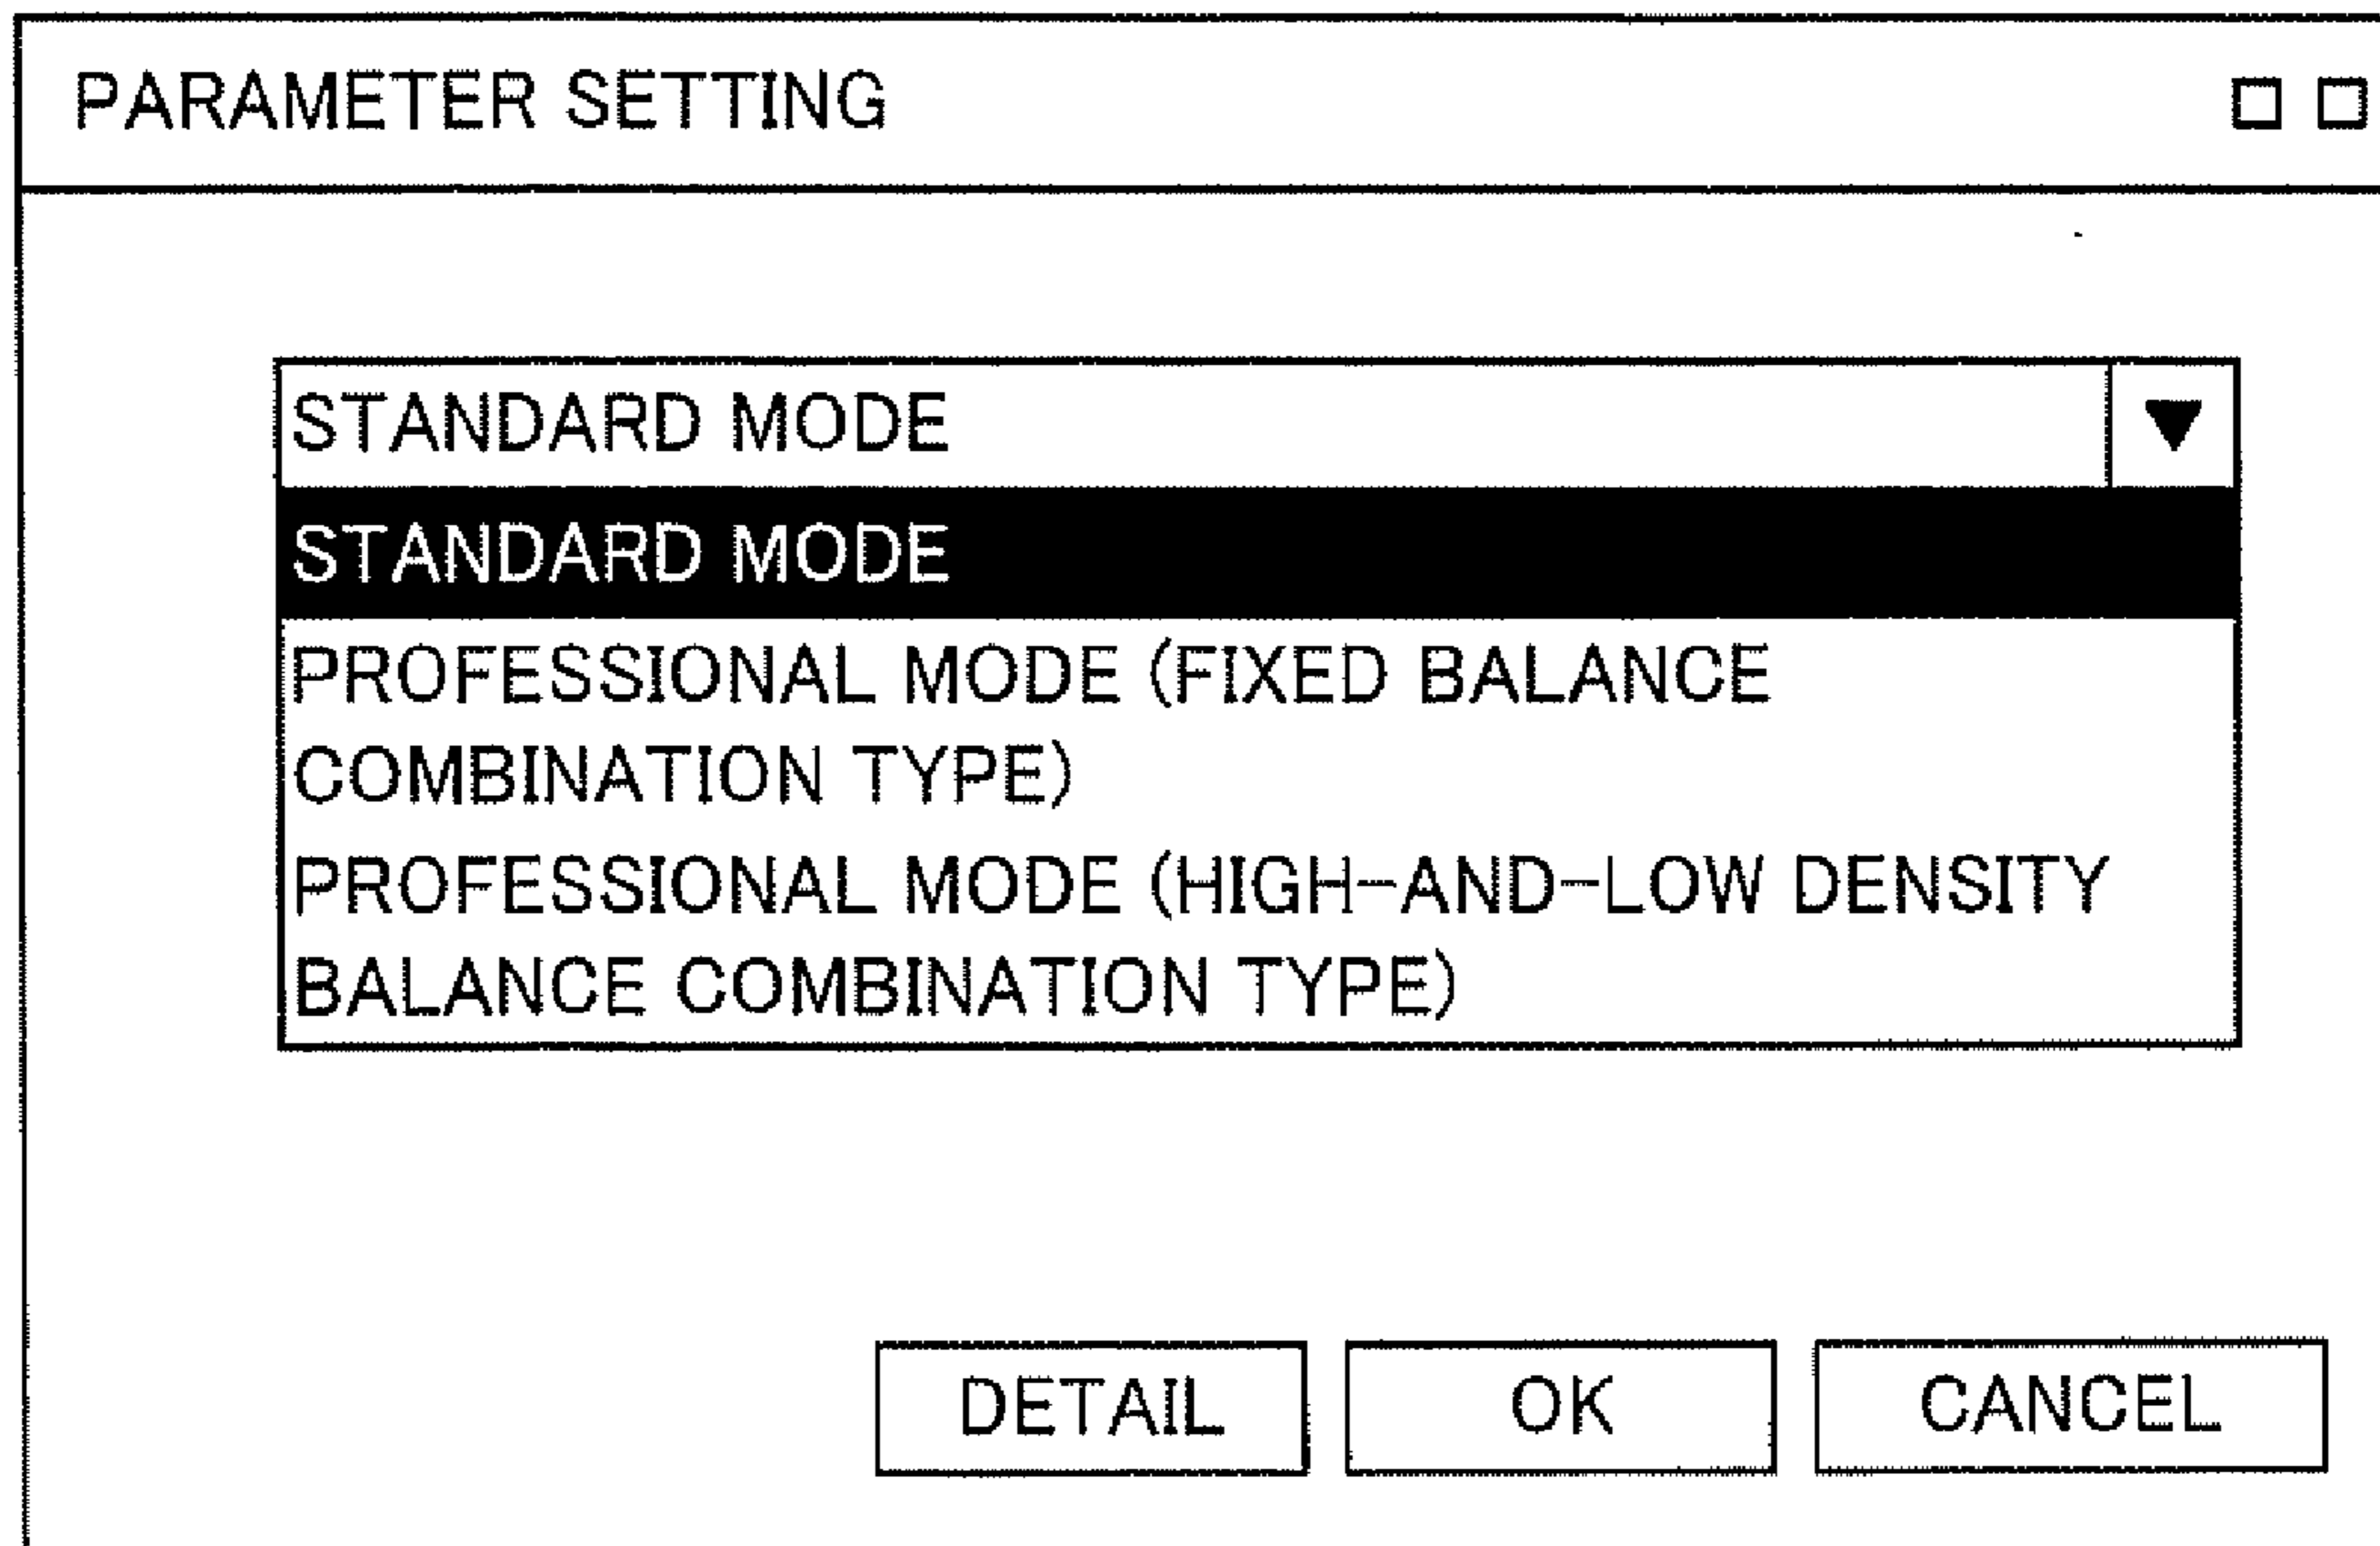 PARAMETER SETTING
STANDARD MODE
STANDARD MODE
PROFESSIONAL MODE (FIXED BALANCE
COMBINATION TYPE)
PROFESSIONAL MODE (HIGH-AND-LOW DENSITY
BALANCE COMBINATION TYPE)
DETAIL OK CANCEL